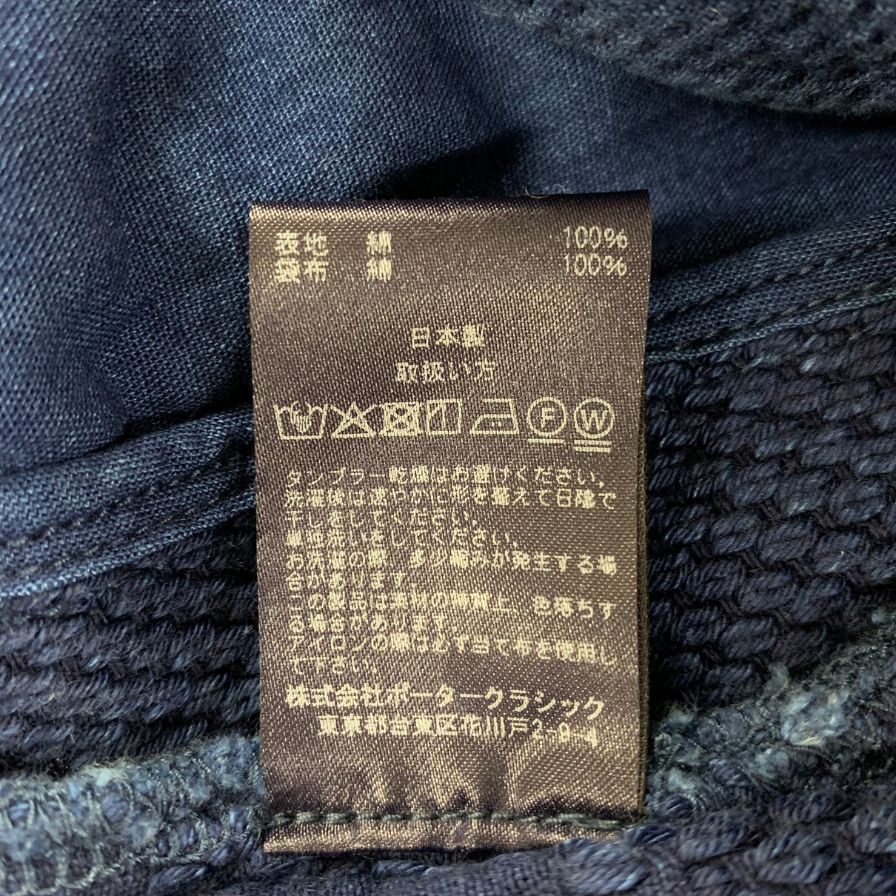 表地 綿 100%
袋布 綿 100%
日本製
取扱い方
F W
タンブラー乾燥はお避けください。
洗濯後は速やかに形を整えて日陰で
干しをしてください。
単独洗いをしてください。
お洗濯の際、多少縮みが発生する場
合があります。
この製品は素材の特質上、色落ちす
る場合があります。
アイロンの際は必ず当て布を使用し
て下さい。
株式会社ポータークラシック
東京都台東区花川戸2-9-4